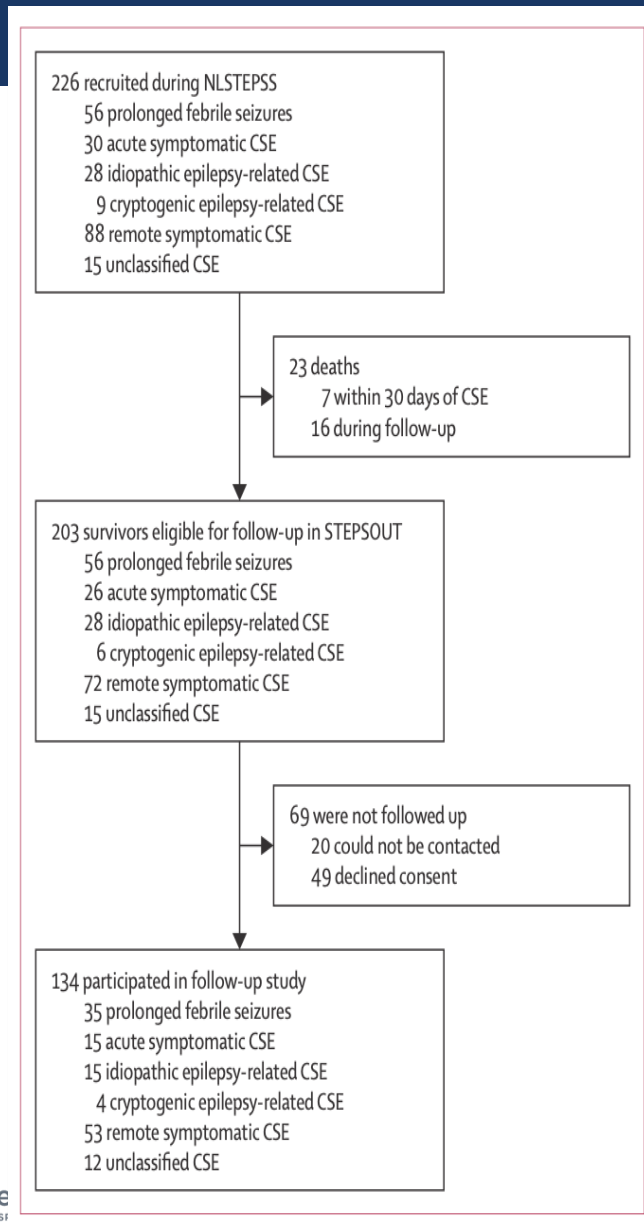 226 recruited during NLSTEPSS
56 prolonged febrile seizures
30 acute symptomatic CSE
28 idiopathic epilepsy-related CSE
9 cryptogenic epilepsy-related CSE
88 remote symptomatic CSE
15 unclassified CSE
23 deaths
7 within 30 days of CSE
16 during follow-up
203 survivors eligible for follow-up in STEPSOUT
56 prolonged febrile seizures
26 acute symptomatic CSE
28 idiopathic epilepsy-related CSE
6 cryptogenic epilepsy-related CSE
72 remote symptomatic CSE
15 unclassified CSE
69 were not followed up
20 could not be contacted
49 declined consent
134 participated in follow-up study
35 prolonged febrile seizures
15 acute symptomatic CSE
15 idiopathic epilepsy-related CSE
4 cryptogenic epilepsy-related CSE
53 remote symptomatic CSE
12 unclassified CSE